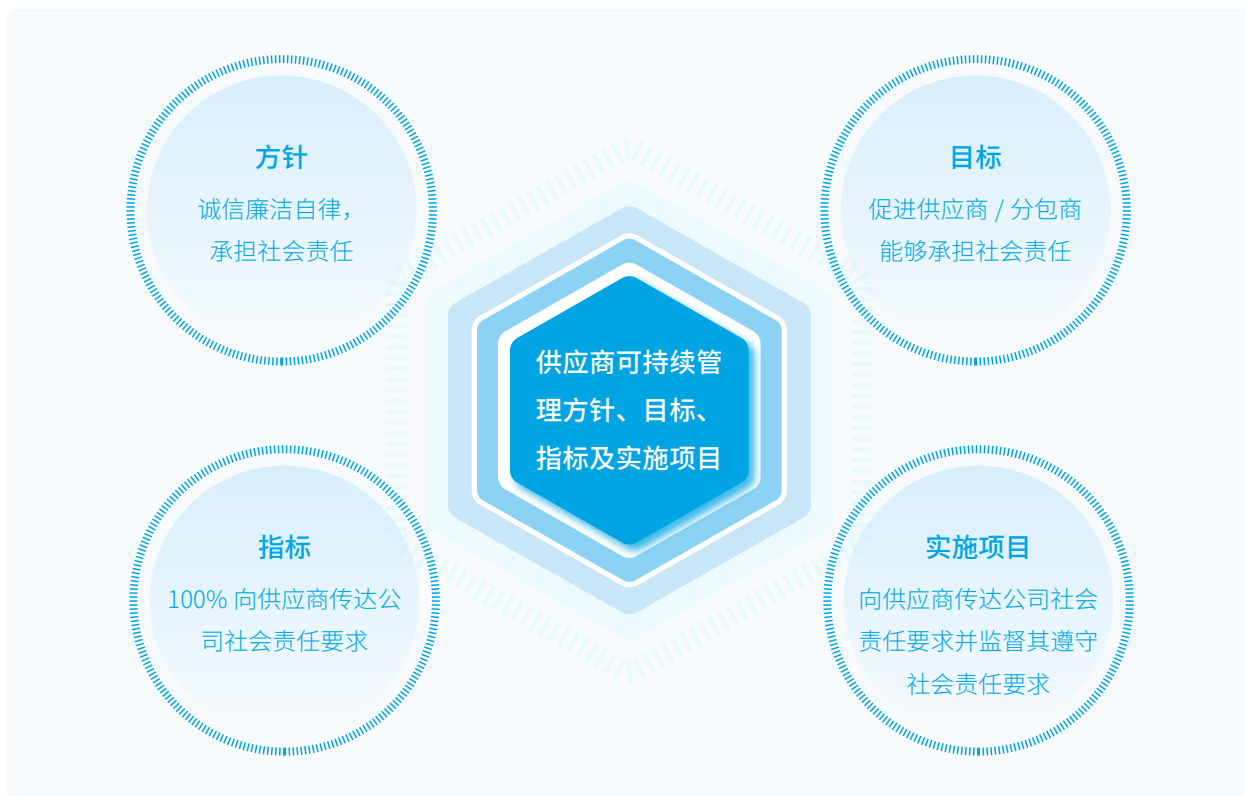 方针
诚信廉洁自律，
承担社会责任
目标
促进供应商 / 分包商
能够承担社会责任
供应商可持续管
理方针、目标、
指标及实施项目
指标
100% 向供应商传达公
司社会责任要求
实施项目
向供应商传达公司社会
责任要求并监督其遵守
社会责任要求